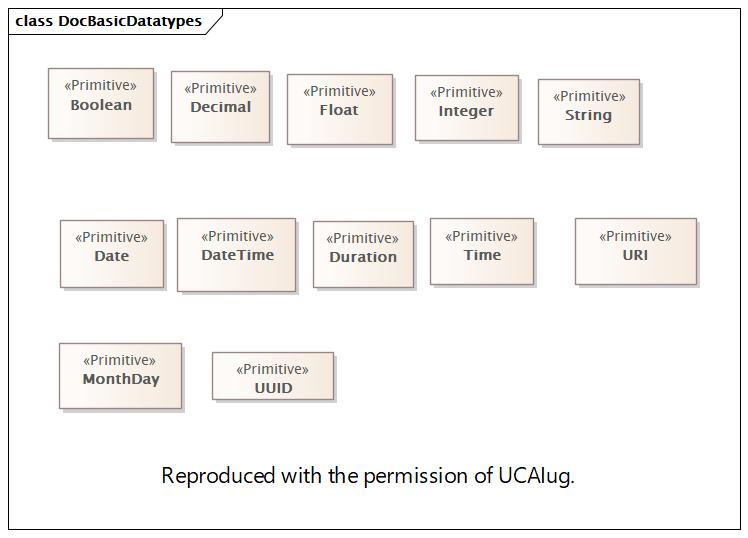 class DocBasicDatatypes
«Primitive»
Boolean
«Primitive»
Decimal
«Primitive»
Float
«Primitive»
Integer
«Primitive»
String
«Primitive»
Date
«Primitive»
DateTime
«Primitive»
Duration
«Primitive»
Time
«Primitive»
URI
«Primitive»
MonthDay
«Primitive»
UUID
Reproduced with the permission of UCAIug.